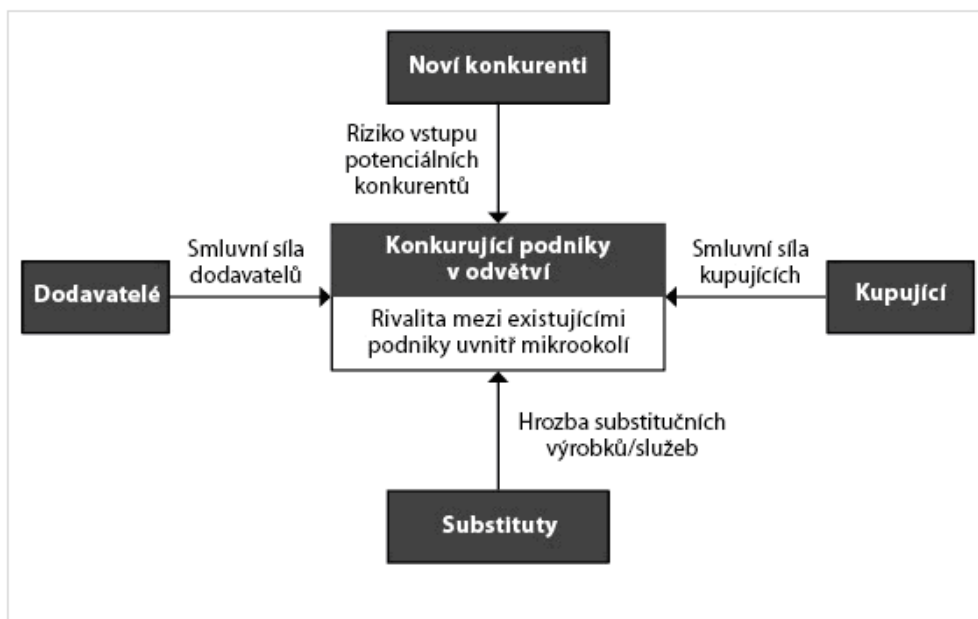 Noví konkurenti
Riziko vstupu
potenciálních
konkurentů
Smluvní síla
dodavatelů
Konkurující podniky
v odvětví
Smluvní síla
kupujících
Dodavatelé
Kupující
Rivalita mezi existujícími
podniky uvnitř mikrookolí
Hrozba substitučních
výrobků/služeb
Substituty